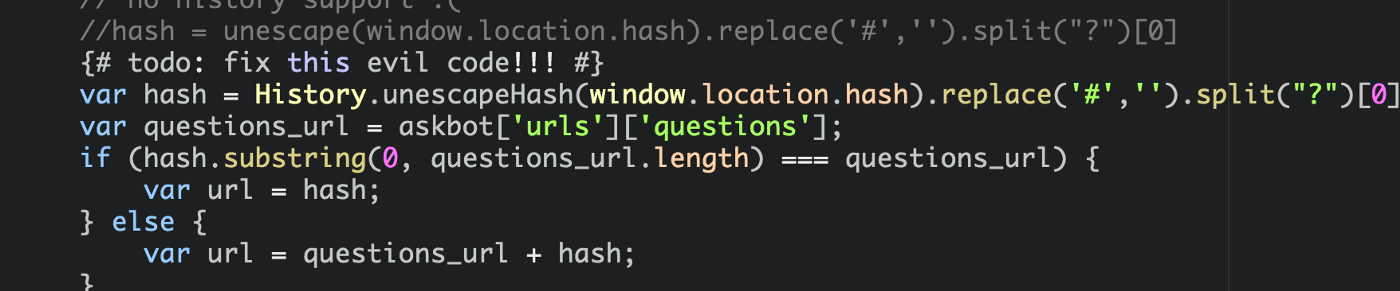 // no history support :(
//hash = unescape(window.location.hash).replace('#','').split("?")[0]
{# todo: fix this evil code!!! #}
var hash = History.unescapeHash(window.location.hash).replace('#','').split("?")[0]
var questions_url = askbot['urls']['questions'];
if (hash.substring(0, questions_url.length) === questions_url) {
    var url = hash;
} else {
    var url = questions_url + hash;
}